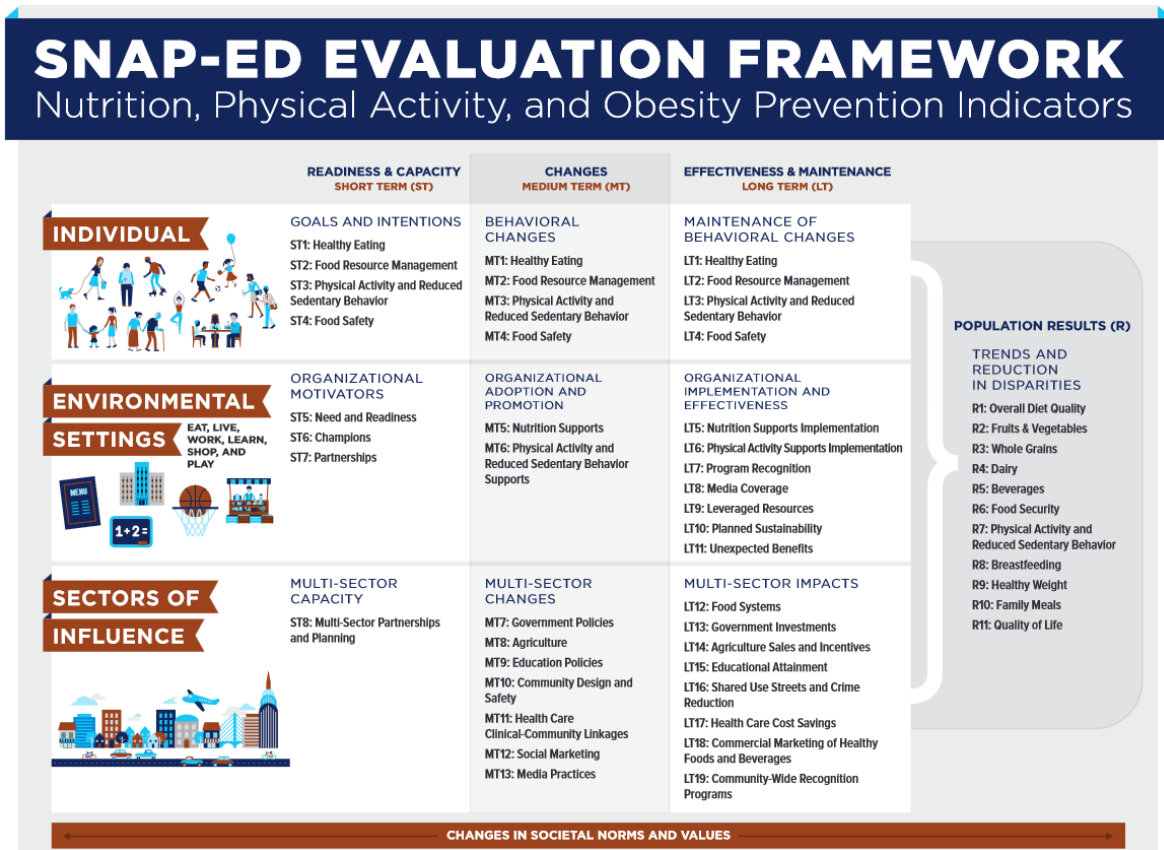 SNAP-ED EVALUATION FRAMEWORK
Nutrition, Physical Activity, and Obesity Prevention Indicators
READINESS & CAPACITY
SHORT TERM (ST)
CHANGES
MEDIUM TERM (MT)
EFFECTIVENESS & MAINTENANCE
LONG TERM (LT)
INDIVIDUAL
GOALS AND INTENTIONS
ST1: Healthy Eating
ST2: Food Resource Management
ST3: Physical Activity and Reduced
Sedentary Behavior
ST4: Food Safety
BEHAVIORAL
CHANGES
MT1: Healthy Eating
MT2: Food Resource Management
MT3: Physical Activity and
Reduced Sedentary Behavior
MT4: Food Safety
MAINTENANCE OF
BEHAVIORAL CHANGES
LT1: Healthy Eating
LT2: Food Resource Management
LT3: Physical Activity and Reduced
Sedentary Behavior
LT4: Food Safety
ENVIRONMENTAL
SETTINGS
EAT, LIVE,
WORK, LEARN,
SHOP, AND
PLAY
MENU
1+2=
ORGANIZATIONAL
MOTIVATORS
ST5: Need and Readiness
ST6: Champions
ST7: Partnerships
ORGANIZATIONAL
ADOPTION AND
PROMOTION
MT5: Nutrition Supports
MT6: Physical Activity and
Reduced Sedentary Behavior
Supports
ORGANIZATIONAL
IMPLEMENTATION AND
EFFECTIVENESS
LT5: Nutrition Supports Implementation
LT6: Physical Activity Supports Implementation
LT7: Program Recognition
LT8: Media Coverage
LT9: Leveraged Resources
LT10: Planned Sustainability
LT11: Unexpected Benefits
SECTORS OF
INFLUENCE
MULTI-SECTOR
CAPACITY
ST8: Multi-Sector Partnerships
and Planning
MULTI-SECTOR
CHANGES
MT7: Government Policies
MT8: Agriculture
MT9: Education Policies
MT10: Community Design and
Safety
MT11: Health Care
Clinical-Community Linkages
MT12: Social Marketing
MT13: Media Practices
MULTI-SECTOR IMPACTS
LT12: Food Systems
LT13: Government Investments
LT14: Agriculture Sales and Incentives
LT15: Educational Attainment
LT16: Shared Use Streets and Crime
Reduction
LT17: Health Care Cost Savings
LT18: Commercial Marketing of Healthy
Foods and Beverages
LT19: Community-Wide Recognition
Programs
POPULATION RESULTS (R)
TRENDS AND
REDUCTION
IN DISPARITIES
R1: Overall Diet Quality
R2: Fruits & Vegetables
R3: Whole Grains
R4: Dairy
R5: Beverages
R6: Food Security
R7: Physical Activity and
Reduced Sedentary Behavior
R8: Breastfeeding
R9: Healthy Weight
R10: Family Meals
R11: Quality of Life
CHANGES IN SOCIETAL NORMS AND VALUES